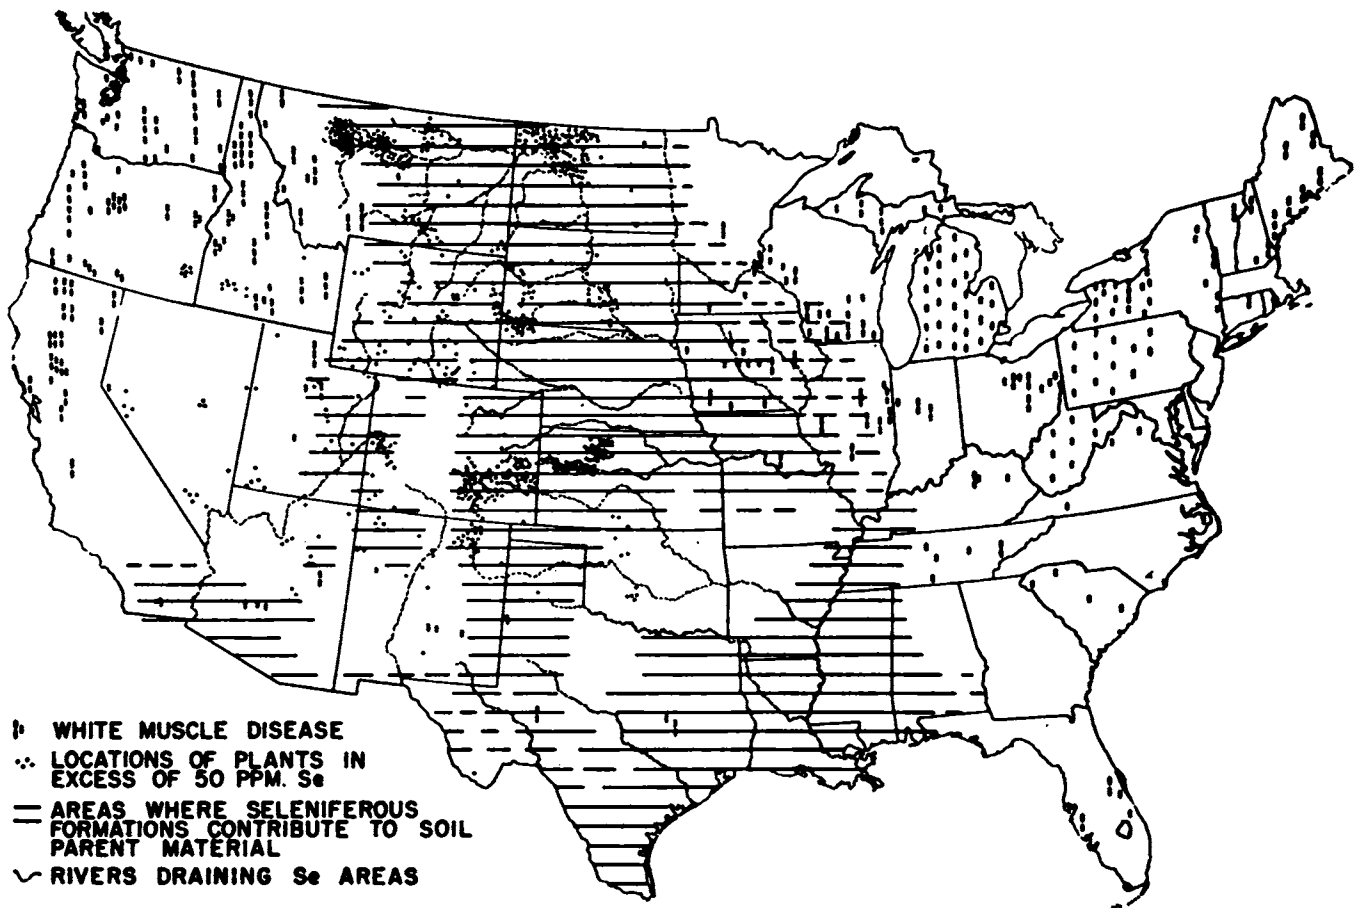 WHITE MUSCLE DISEASE
LOCATIONS OF PLANTS IN
EXCESS OF 50 PPM. Se
AREAS WHERE SELENIFEROUS
FORMATIONS CONTRIBUTE TO SOIL
PARENT MATERIAL
RIVERS DRAINING Se AREAS